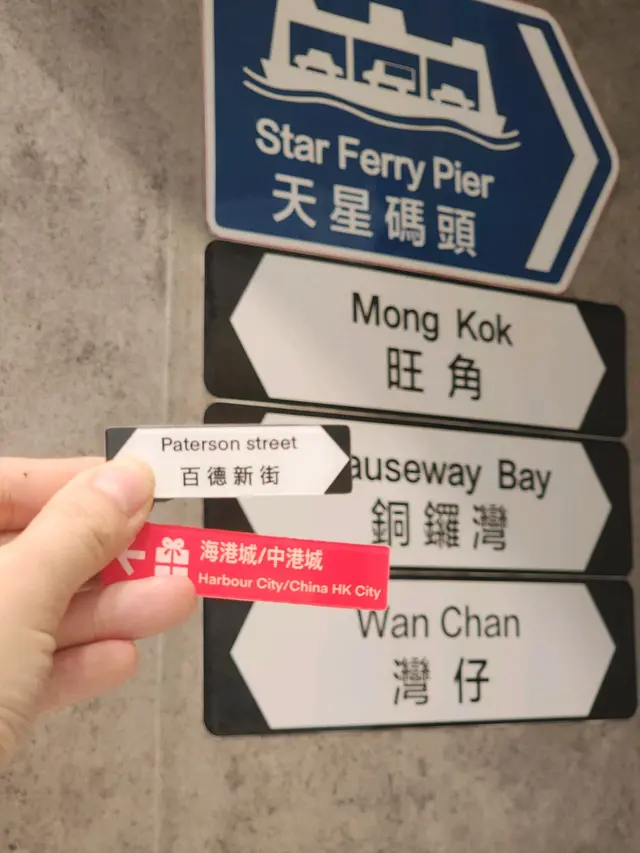 Star Ferry Pier
天星碼頭
Mong Kok
旺角
Paterson street
百德新街
auseway Bay
銅鑼灣
海港城/中港城
Harbour City/China HK City
Wan Chan
灣仔